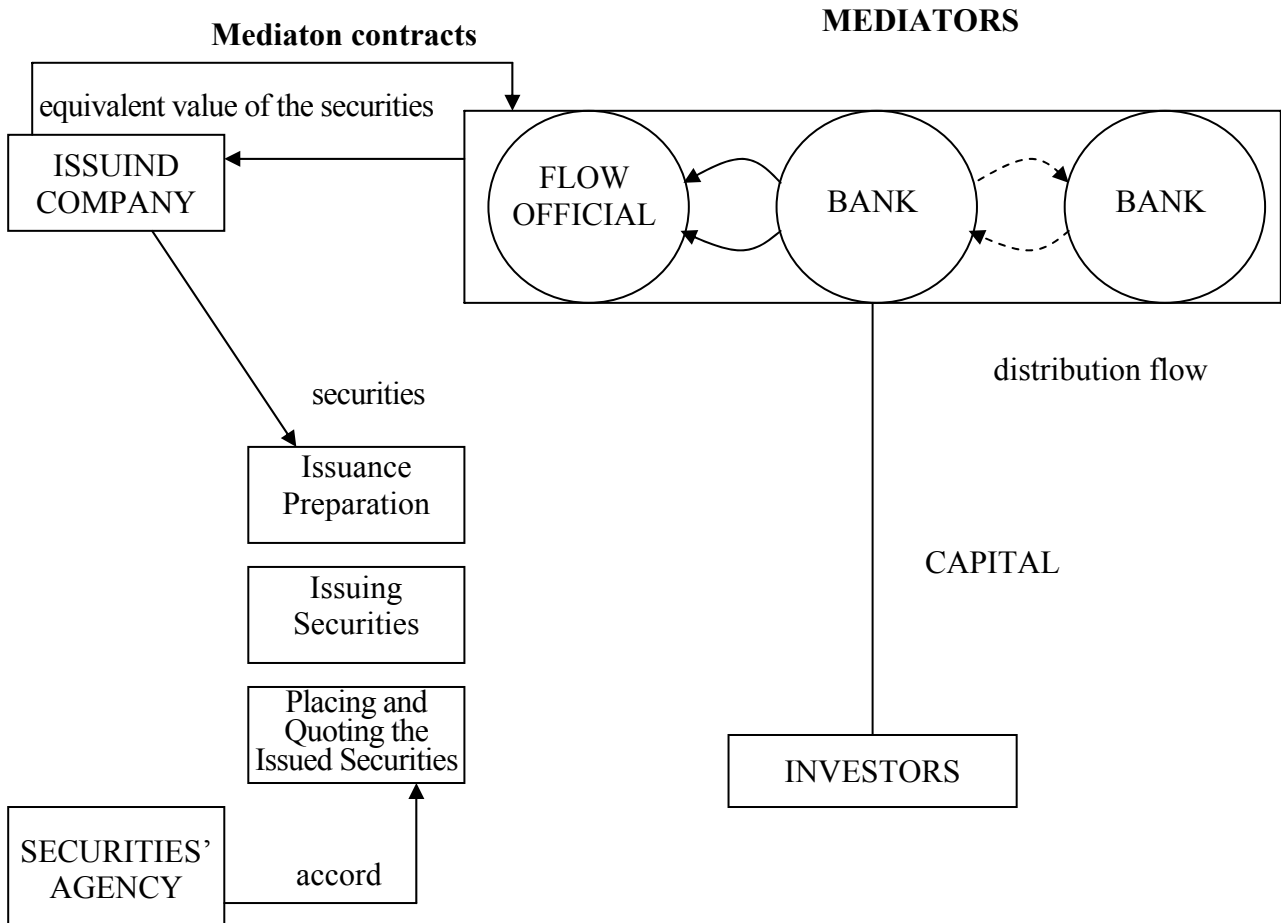 MEDIATORS
Mediaton contracts
equivalent value of the securities
ISSUIND
COMPANY
FLOW
OFFICIAL
BANK
BANK
distribution flow
securities
Issuance
Preparation
CAPITAL
Issuing
Securities
Placing and
Quoting the
Issued Securities
INVESTORS
SECURITIES’
AGENCY
accord